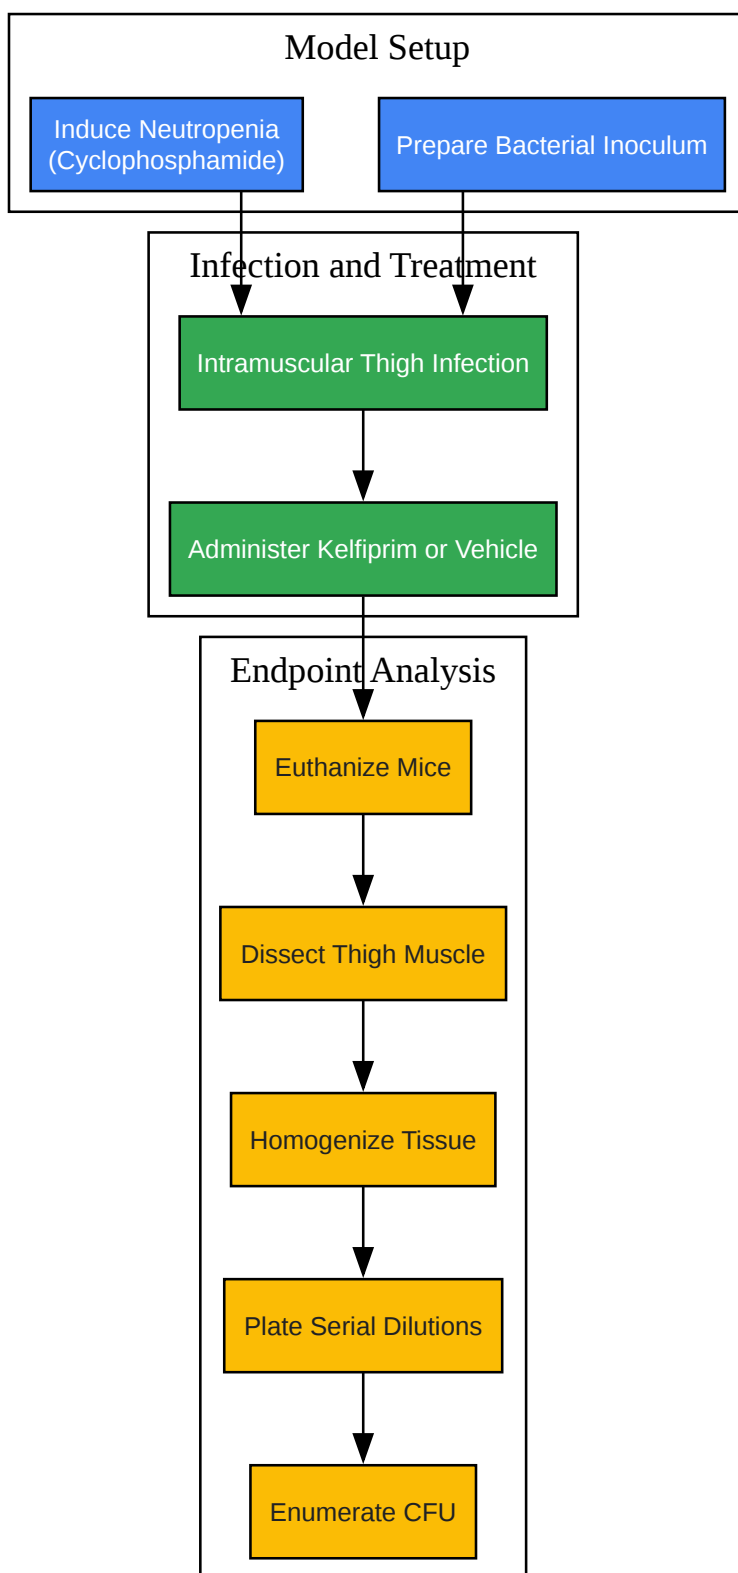 Model Setup
Induce Neutropenia
(Cyclophosphamide)
Prepare Bacterial Inoculum
Infection and Treatment
Intramuscular Thigh Infection
Administer Kelfiprim or Vehicle
Endpoint Analysis
Euthanize Mice
Dissect Thigh Muscle
Homogenize Tissue
Plate Serial Dilutions
Enumerate CFU